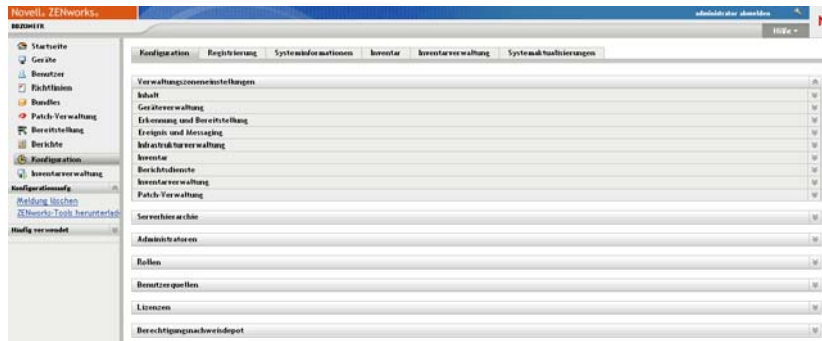 Novell. ZENworks.
administrator abmelden
Hilfe
Startseite
Geräte
Benutzer
Richtlinien
Bundles
Patch-Verwaltung
Bereitstellung
Berichte
Konfiguration
Inventarverwaltung
Konfigurationsaufg.
Meldung löschen
ZENworks-Tools herunterlad
Häufig verwendet
Konfiguration Registrierung Systeminformationen Inventar Inventarverwaltung Systemaktualisierungen
Verwaltungszoneneinstellungen
Inhalt
Geräteverwaltung
Erkennung und Bereitstellung
Ereignis und Messaging
Infrastrukturverwaltung
Inventar
Berichtsdienste
Inventarverwaltung
Patch-Verwaltung
Serverhierarchie
Administratoren
Rollen
Benutzerquellen
Lizenzen
Berechtigungsnachweisdepot